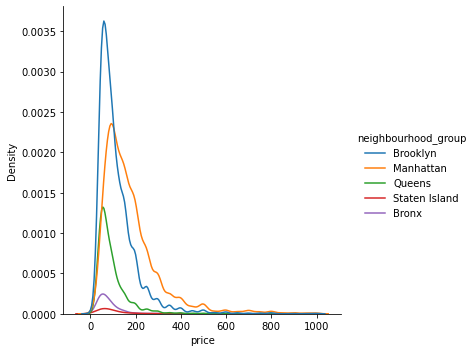 0.0035
0.0030
0.0025
0.0020
0.0015
0.0010
0.0005
0.0000
Density
0 200 400 600 800 1000
price
neighbourhood_group
Brooklyn
Manhattan
Queens
Staten Island
Bronx